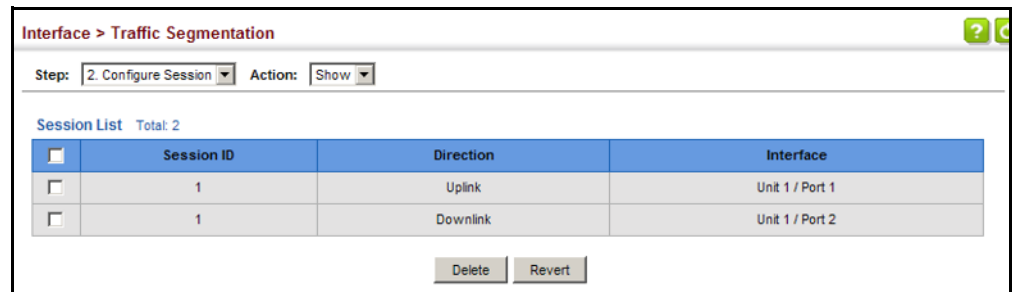 Interface > Traffic Segmentation
?
Step: 2. Configure Session Action: Show
Session List Total: 2
Session ID Direction Interface
1 Uplink Unit 1 / Port 1
1 Downlink Unit 1 / Port 2
Delete Revert